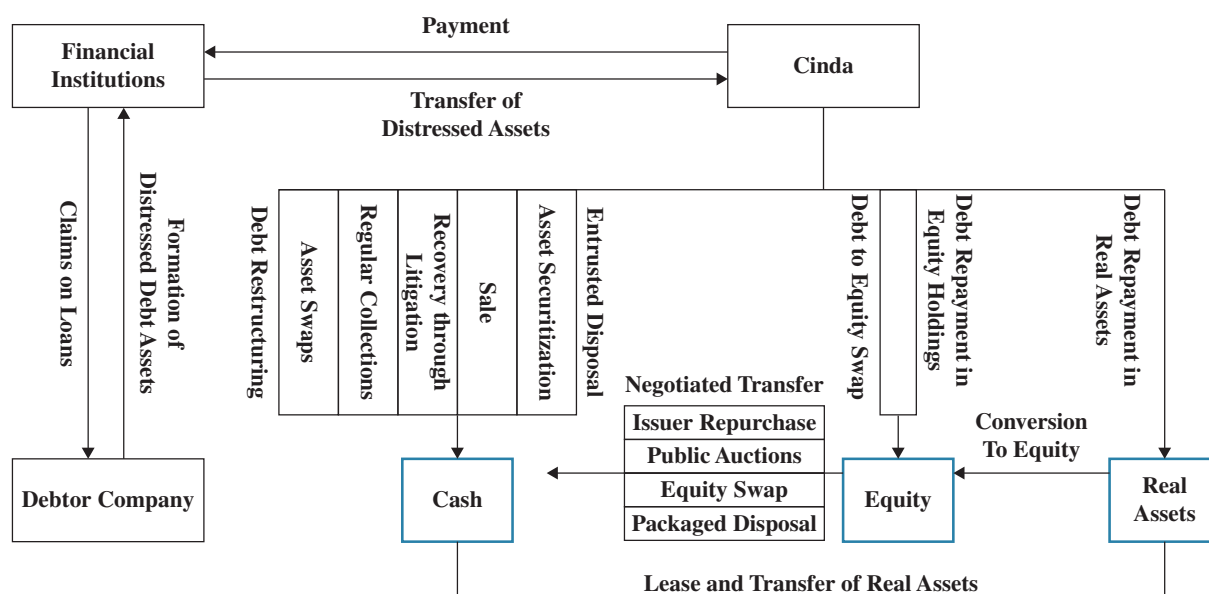 Payment
Financial
Institutions
Cinda
Transfer of
Distressed Assets
Claims on Loans
Formation of
Distressed Debt Assets
Debt Restructuring
Asset Swaps
Regular Collections
Recovery through
Litigation
Sale
Asset Securitization
Entrusted Disposal
Debt to Equity Swap
Debt Repayment in
Equity Holdings
Debt Repayment in
Real Assets
Negotiated Transfer
Issuer Repurchase
Public Auctions
Equity Swap
Packaged Disposal
Conversion
To Equity
Debtor Company
Cash
Equity
Real
Assets
Lease and Transfer of Real Assets